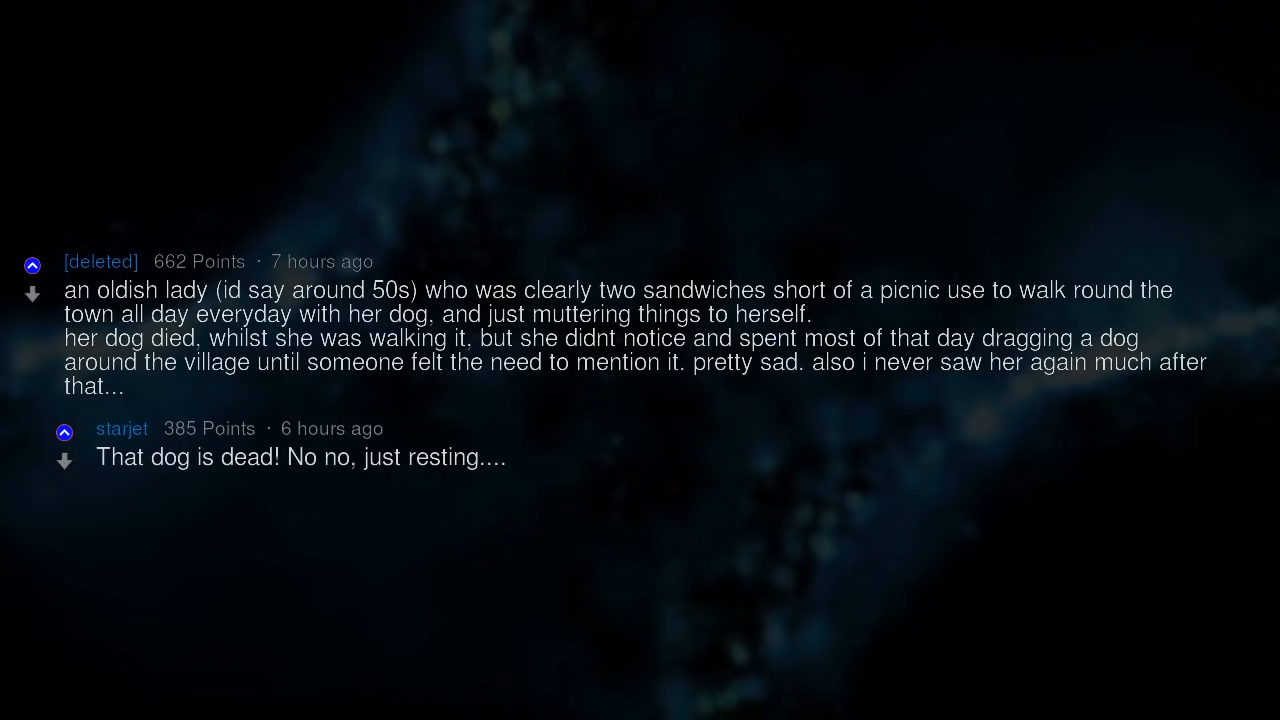 [deleted] 662 Points · 7 hours ago
an oldish lady (id say around 50s) who was clearly two sandwiches short of a picnic use to walk round the
town all day everyday with her dog, and just muttering things to herself.
her dog died, whilst she was walking it, but she didnt notice and spent most of that day dragging a dog
around the village until someone felt the need to mention it. pretty sad. also i never saw her again much after
that...
starjet 385 Points · 6 hours ago
That dog is dead! No no, just resting....